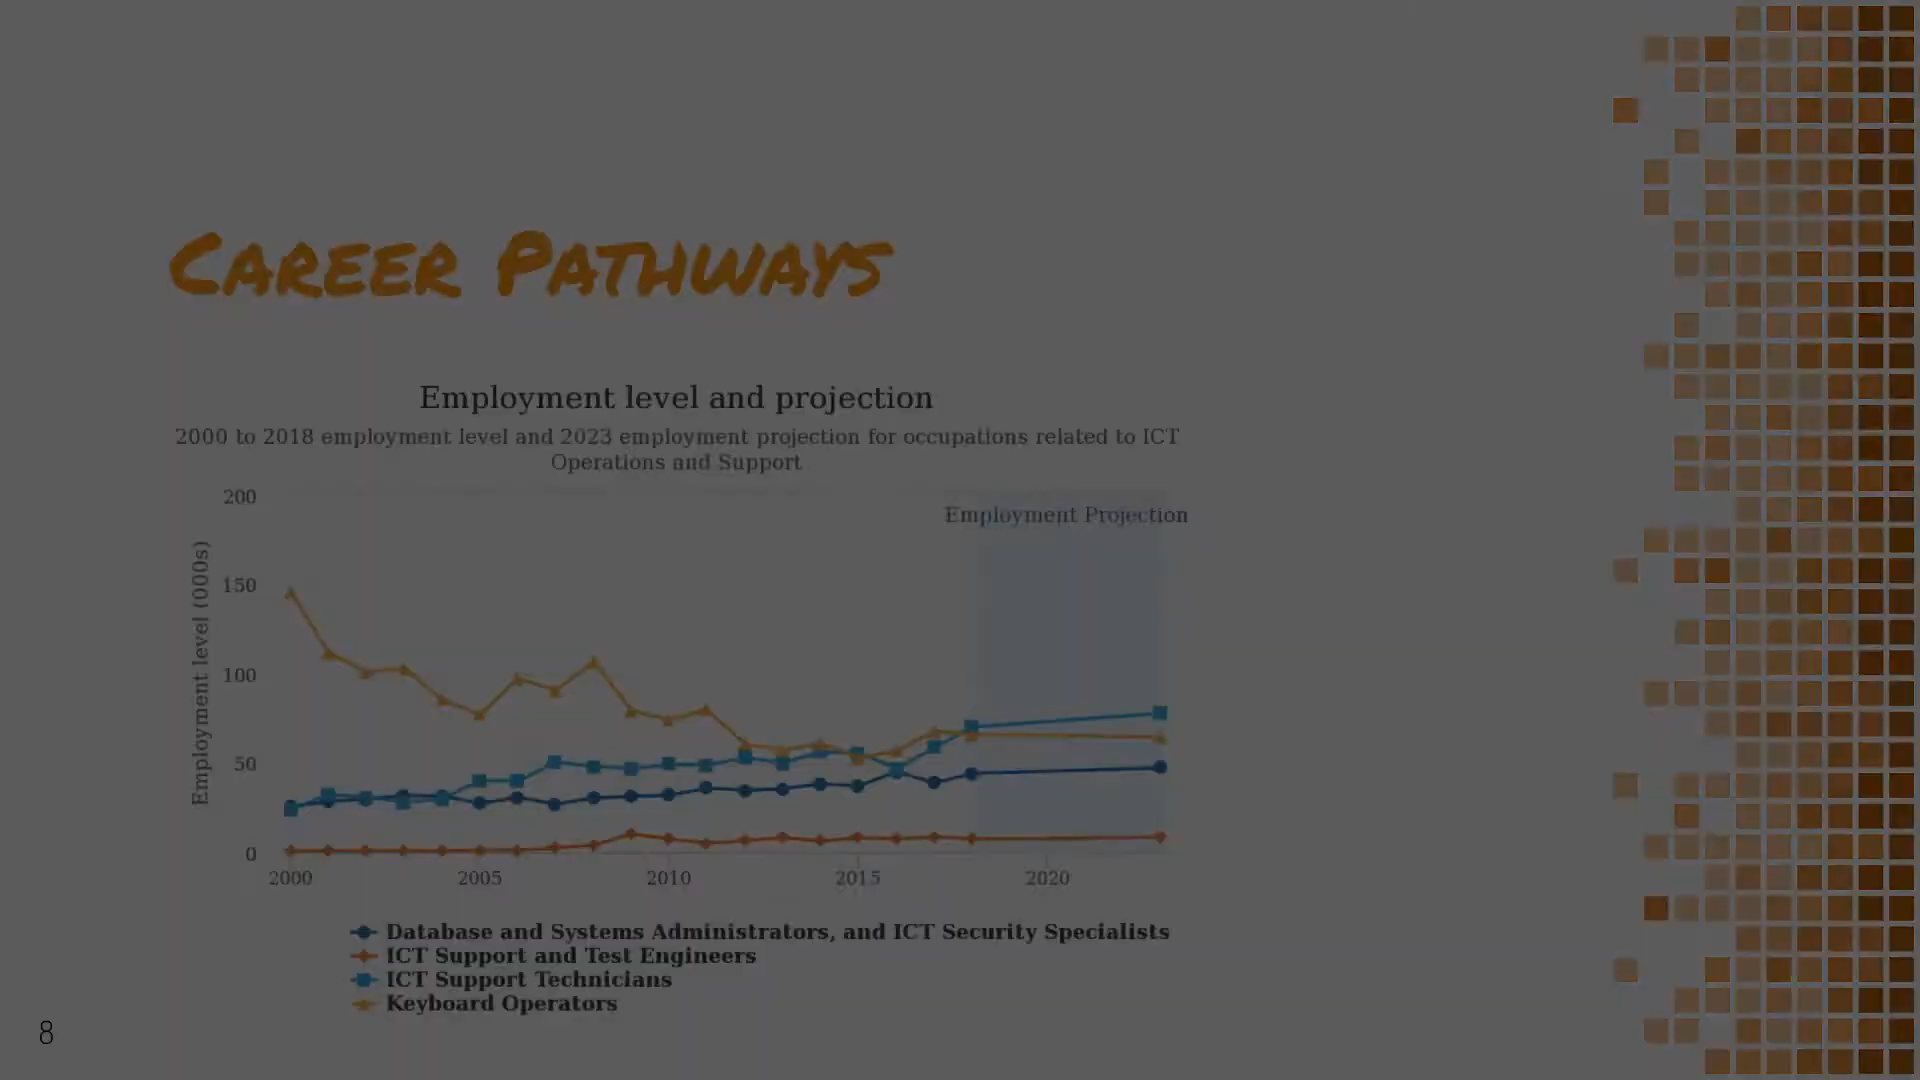 CAREER PATHWAYS
Employment level and projection
2000 to 2018 employment level and 2023 employment projection for occupations related to ICT
Operations and Support
200
Employment Projection
150
100
50
0
Employment level (000s)
2000 2005 2010 2015 2020
Database and Systems Administrators, and ICT Security Specialists
ICT Support and Test Engineers
ICT Support Technicians
Keyboard Operators
8